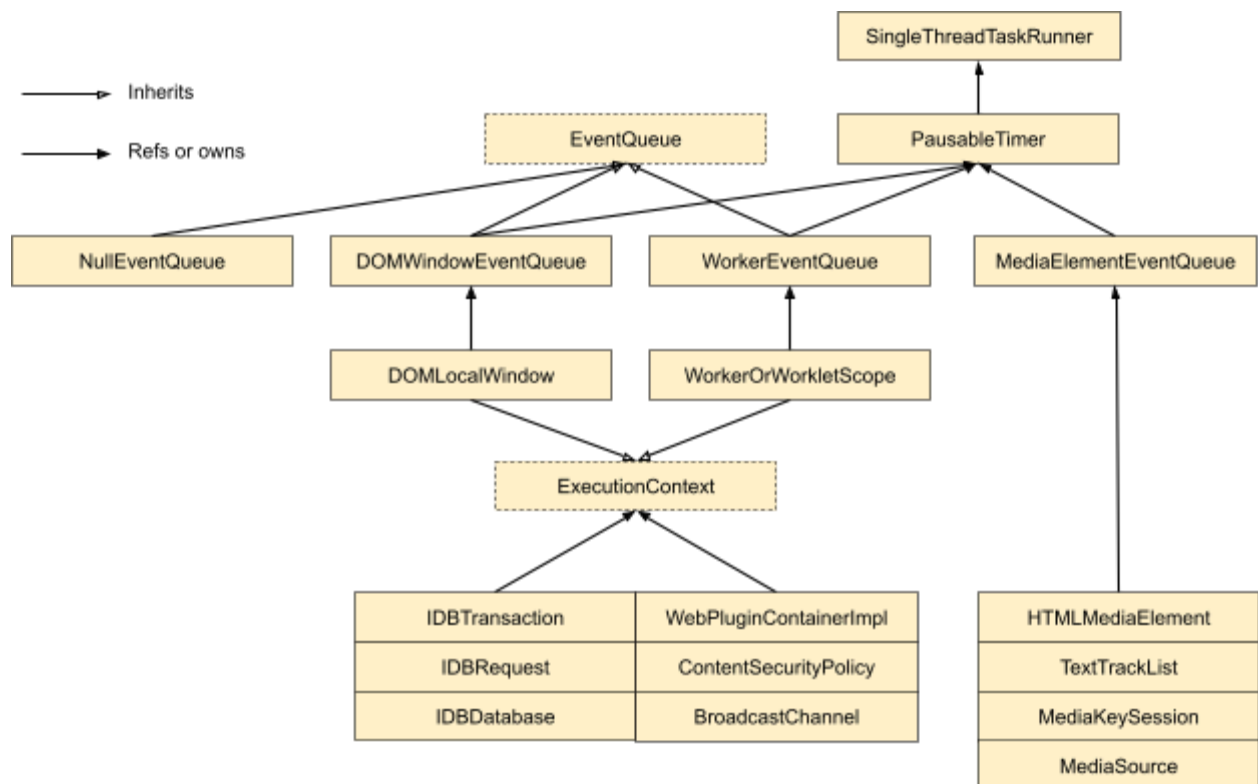 SingleThreadTaskRunner
Inherits
EventQueue
PausableTimer
Refs or owns
NullEventQueue
DOMWindowEventQueue
WorkerEventQueue
MediaElementEventQueue
DOMLocalWindow
WorkerOrWorkletScope
ExecutionContext
IDBTransaction
WebPluginContainerImpl
HTMLMediaElement
IDBRequest
ContentSecurityPolicy
TextTrackList
IDBDatabase
BroadcastChannel
MediaKeySession
MediaSource